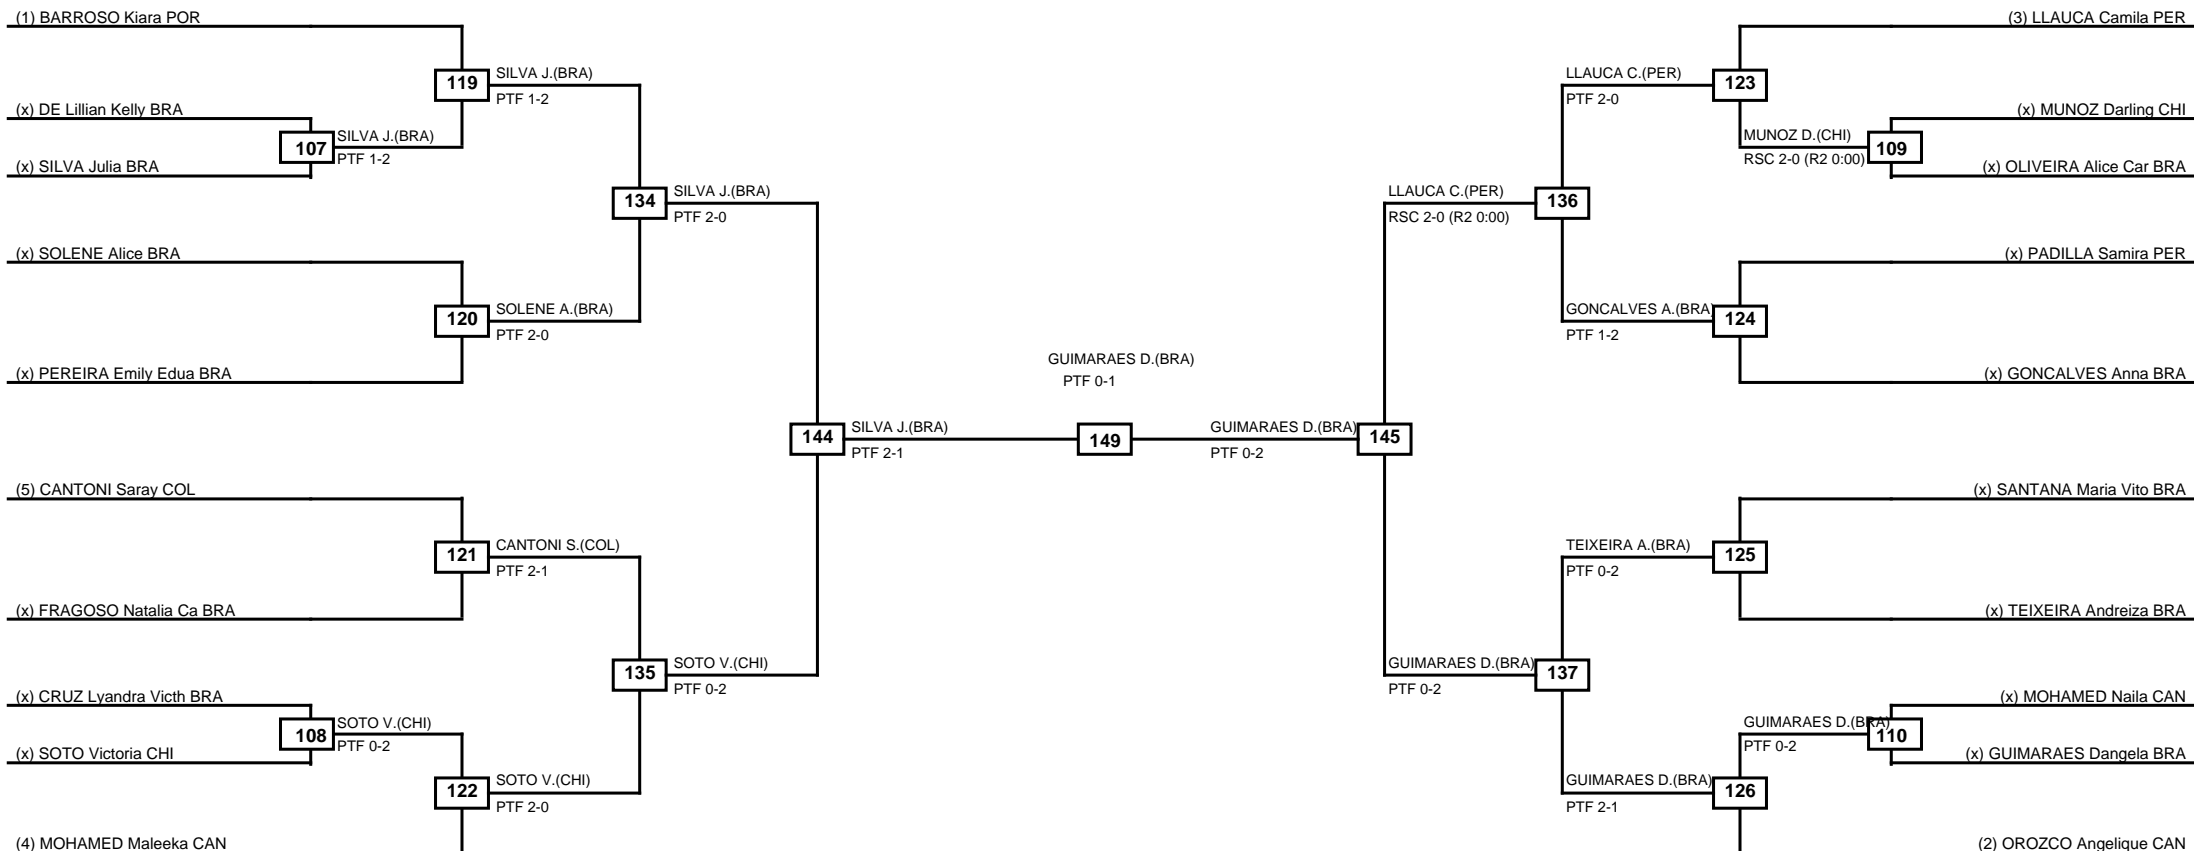 (1) BARROSO Kiara POR
(x) DE Lillian Kelly BRA
(x) SILVA Julia BRA
(x) SOLENE Alice BRA
(x) PEREIRA Emily Edua BRA
(5) CANTONI Saray COL
(x) FRAGOSO Natalia Ca BRA
(x) CRUZ Lyandra Victh BRA
(x) SOTO Victoria CHI
(4) MOHAMED Maleeka CAN
107
SILVA J.(BRA)
PTF 1-2
108
SOTO V.(CHI)
PTF 0-2
119
SILVA J.(BRA)
PTF 1-2
120
SOLENE A.(BRA)
PTF 2-0
121
CANTONI S.(COL)
PTF 2-1
122
SOTO V.(CHI)
PTF 2-0
134
SILVA J.(BRA)
PTF 2-0
135
SOTO V.(CHI)
PTF 0-2
144
SILVA J.(BRA)
PTF 2-1
GUIMARAES D.(BRA)
PTF 0-1
149
GUIMARAES D.(BRA)
PTF 0-2
145
LLAUCA C.(PER)
RSC 2-0 (R2 0:00)
136
GUIMARAES D.(BRA)
PTF 0-2
137
LLAUCA C.(PER)
PTF 2-0
123
GONCALVES A.(BRA)
PTF 1-2
124
TEIXEIRA A.(BRA)
PTF 0-2
125
GUIMARAES D.(BRA)
PTF 2-1
126
MUNOZ D.(CHI)
RSC 2-0 (R2 0:00)
109
GUIMARAES D.(BRA)
PTF 0-2
110
(3) LLAUCA Camila PER
(x) MUNOZ Darling CHI
(x) OLIVEIRA Alice Car BRA
(x) PADILLA Samira PER
(x) GONCALVES Anna BRA
(x) SANTANA Maria Vito BRA
(x) TEIXEIRA Andreiza BRA
(x) MOHAMED Naila CAN
(x) GUIMARAES Dangela BRA
(2) OROZCO Angelique CAN